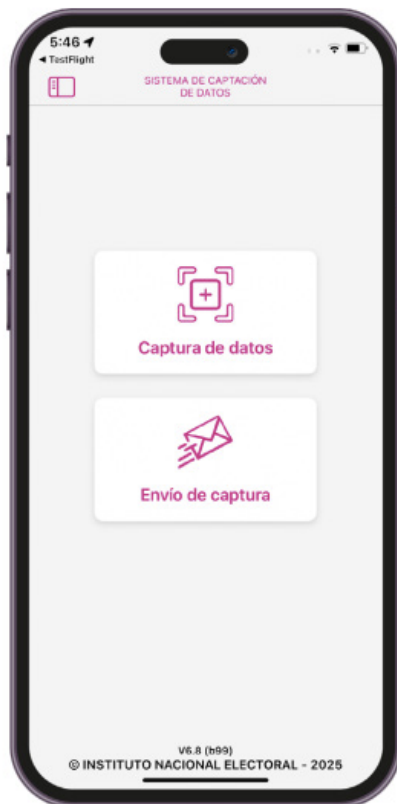 5:46
◄ TestFlight
SISTEMA DE CAPTACIÓN
DE DATOS
Captura de datos
Envío de captura
V6.8 (b99)
© INSTITUTO NACIONAL ELECTORAL - 2025